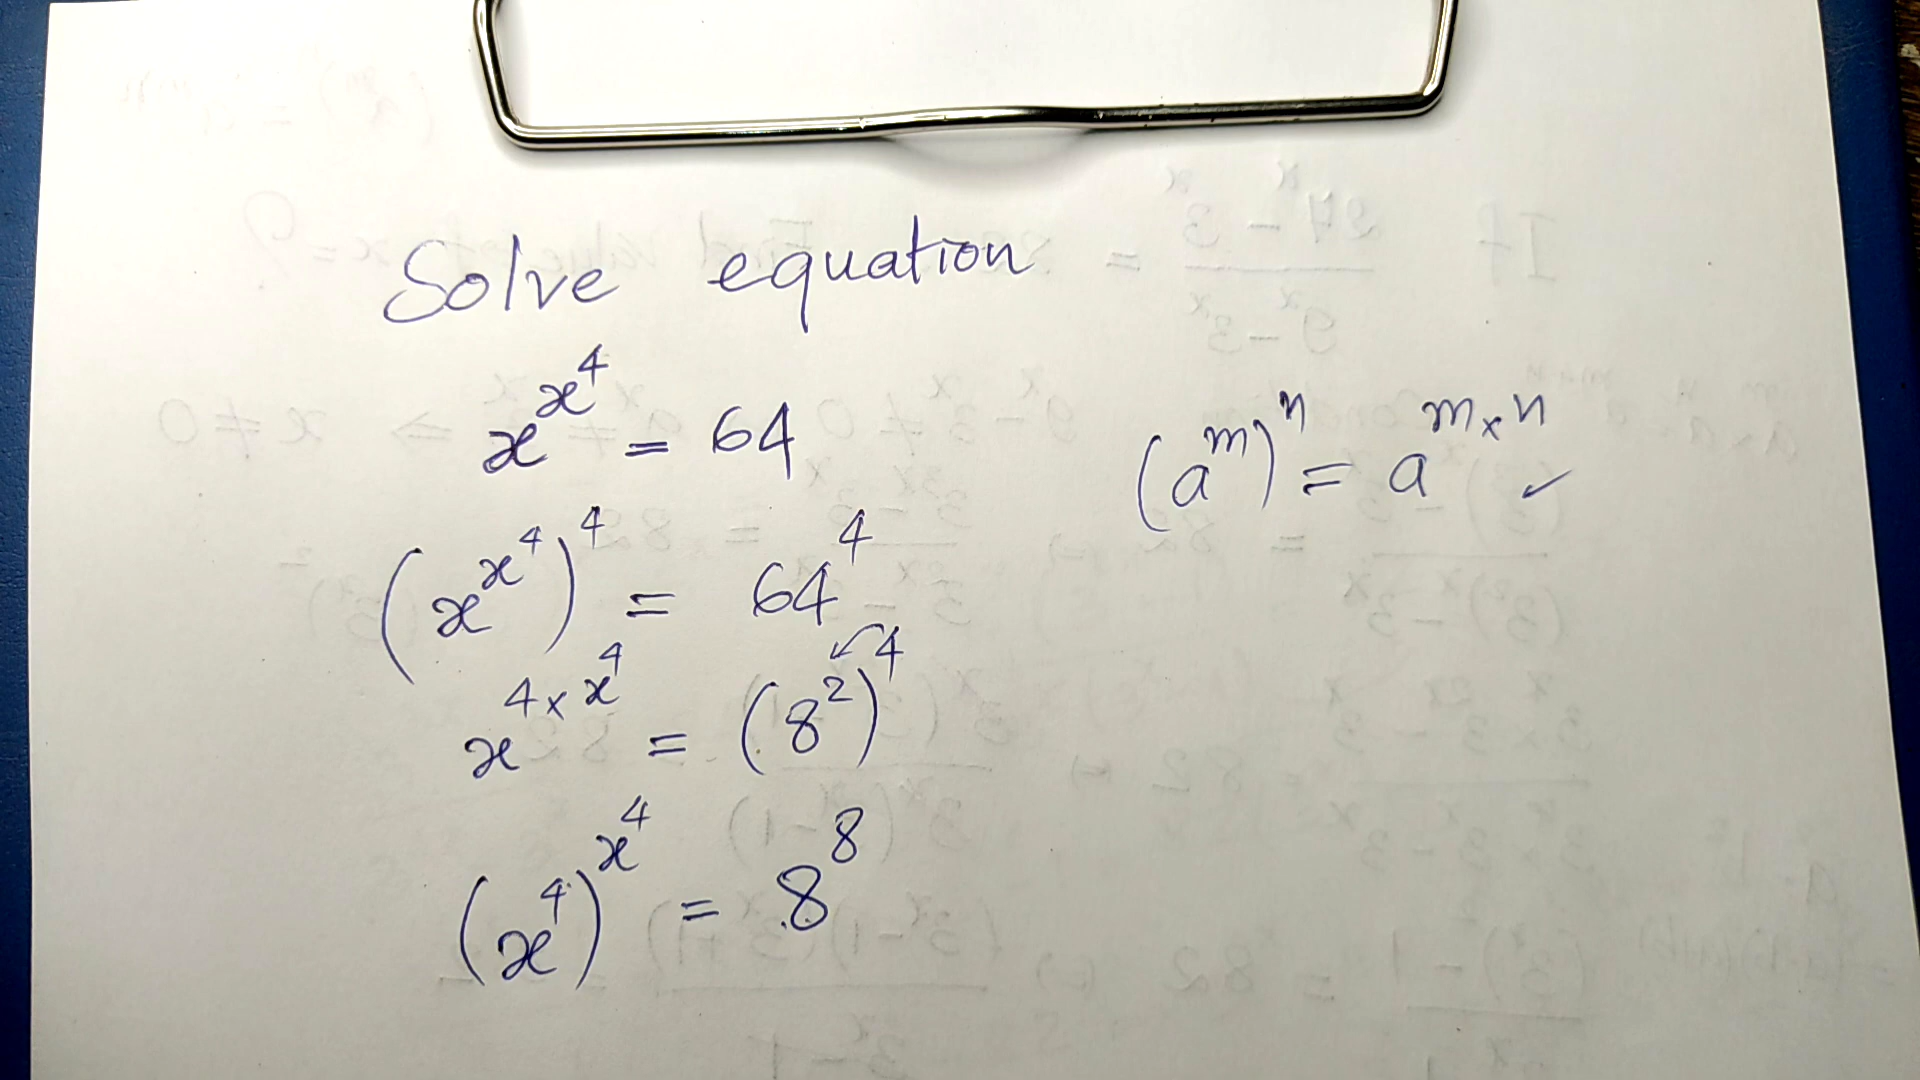 Solve equation
x^{x^4} = 64
(a^m)^n = a^{m×n} ✓
(x^{x^4})^4 = 64^4
x^{4×x^4} = (8^2)^4
(x^4)^{x^4} = 8^8